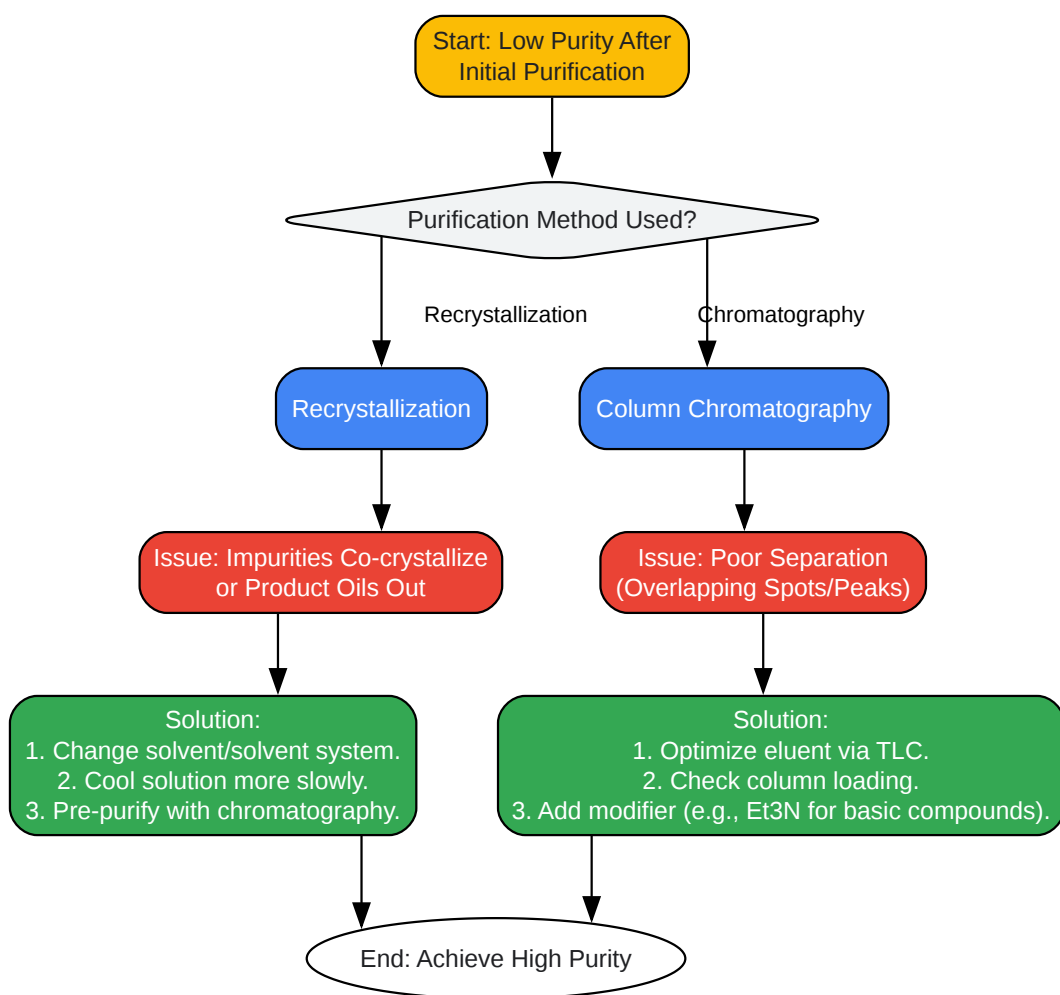 Start: Low Purity After
Initial Purification
Purification Method Used?
Recrystallization
Chromatography
Recrystallization
Column Chromatography
Issue: Impurities Co-crystallize
or Product Oils Out
Issue: Poor Separation
(Overlapping Spots/Peaks)
Solution:
1. Change solvent/solvent system.
2. Cool solution more slowly.
3. Pre-purify with chromatography.
Solution:
1. Optimize eluent via TLC.
2. Check column loading.
3. Add modifier (e.g., Et3N for basic compounds).
End: Achieve High Purity